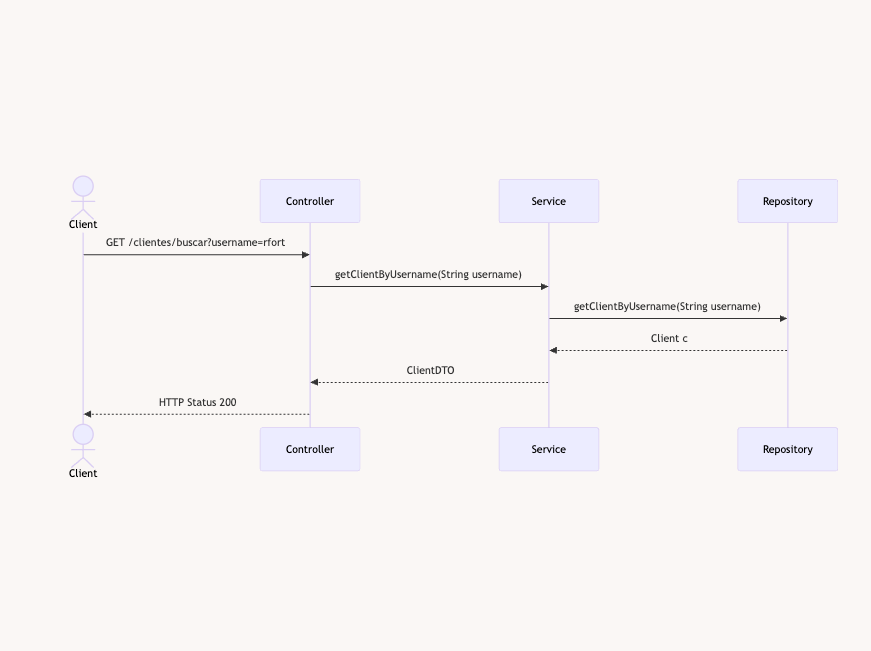 Controller
Service
Repository
Client
GET /clientes/buscar?username=rfort
getClientByUsername(String username)
getClientByUsername(String username)
Client c
ClientDTO
HTTP Status 200
Controller
Service
Repository
Client